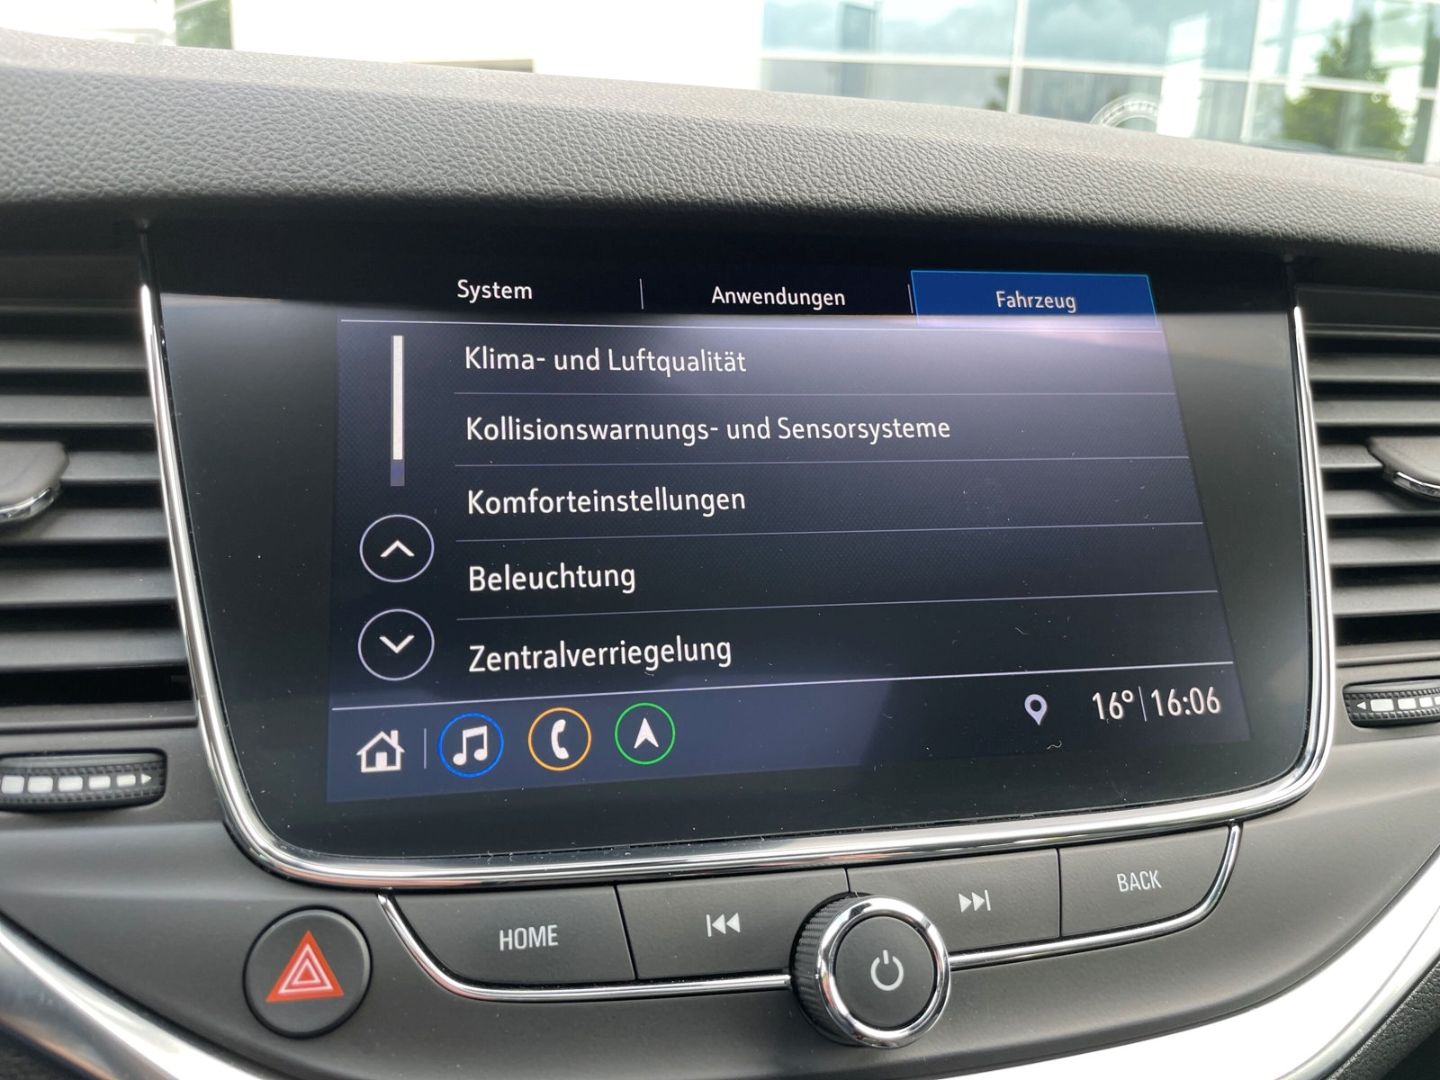 System Anwendungen Fahrzeug
Klima- und Luftqualität
Kollisionswarnungs- und Sensorsysteme
Komforteinstellungen
Beleuchtung
Zentralverriegelung
16° 16:06
HOME BACK